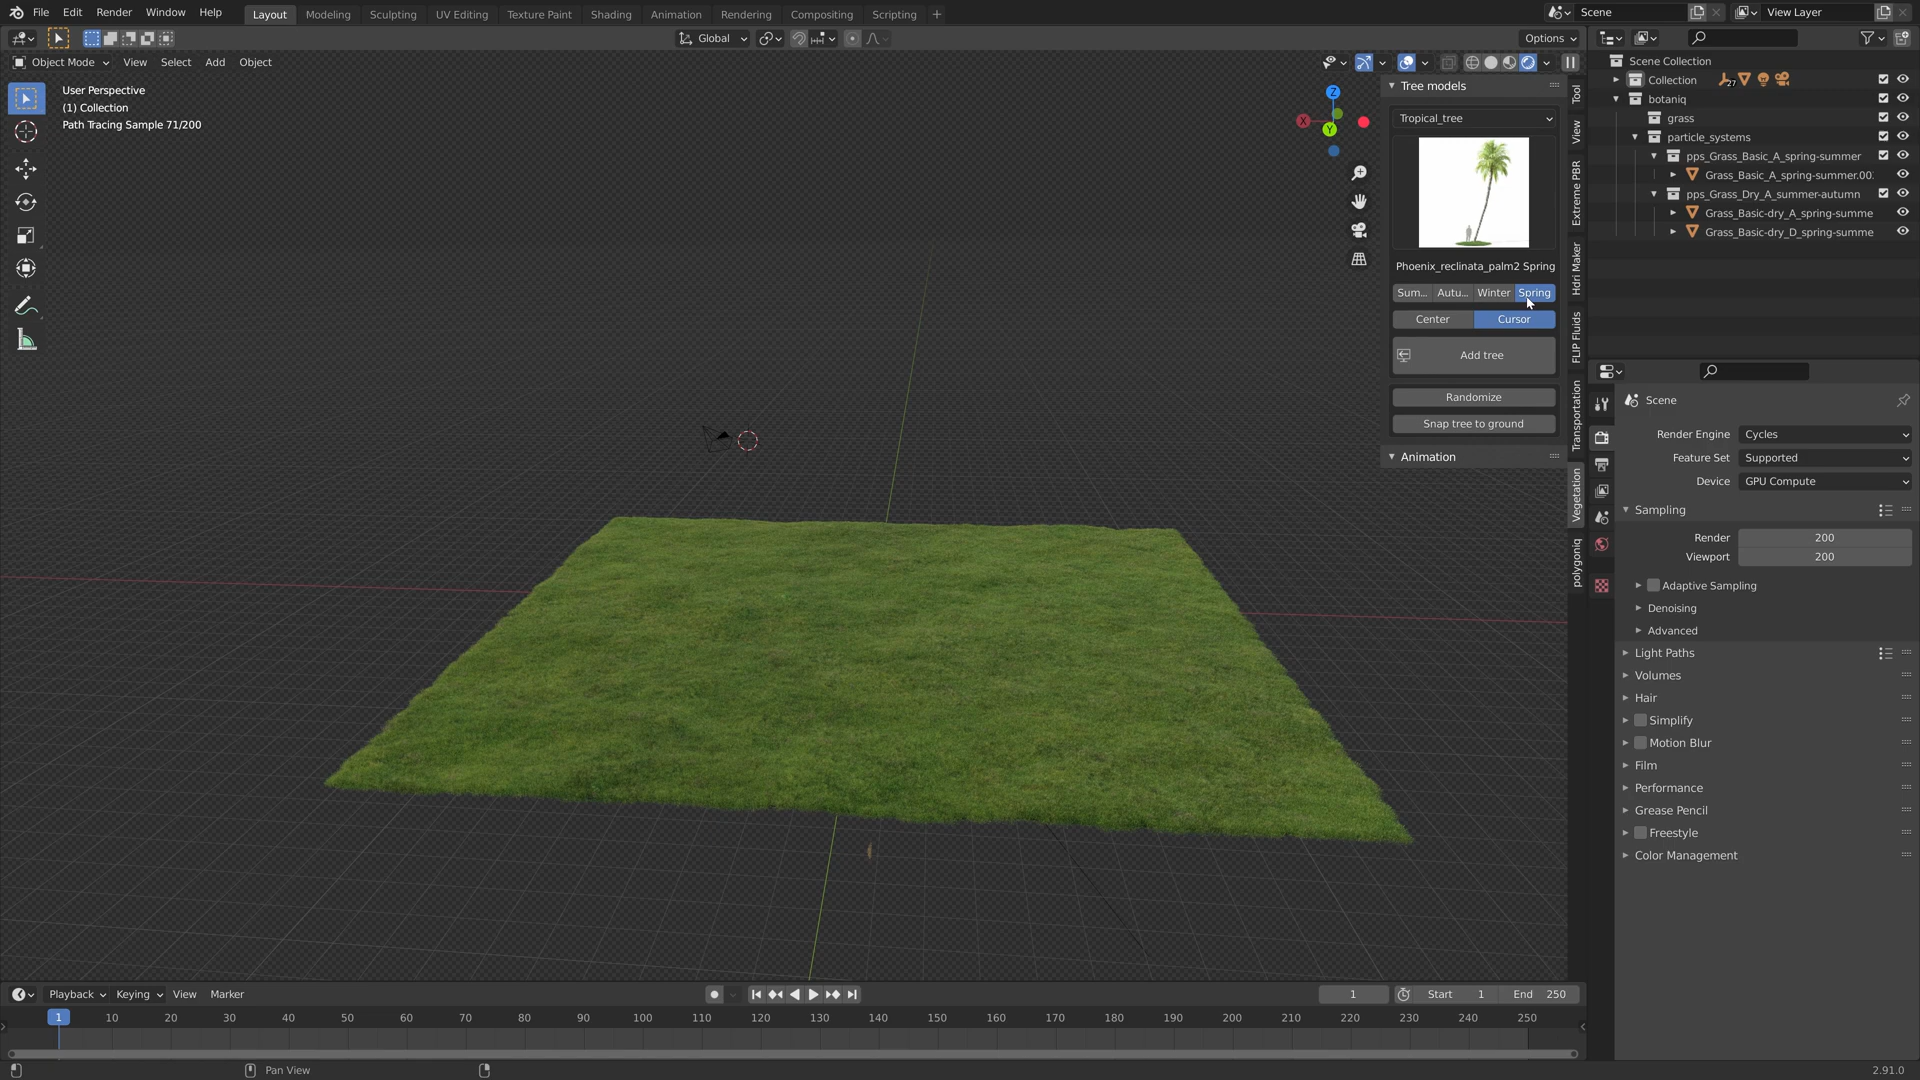 File Edit Render Window Help Layout Modeling Sculpting UV Editing Texture Paint Shading Animation Rendering Compositing Scripting + Scene View Layer
Global Options
Object Mode View Select Add Object
User Perspective
(1) Collection
Path Tracing Sample 71/200
Z
X
Y
Tree models
Tropical_tree
Phoenix_reclinata_palm2 Spring
Sum... Autu... Winter Spring
Center Cursor
Add tree
Randomize
Snap tree to ground
Animation
Tool
View
Extreme PBR
Hdri Maker
FLIP Fluids
Transportation
Vegetation
polygoniq
Scene Collection
Collection 27
botaniq
grass
particle_systems
pps_Grass_Basic_A_spring-summer
Grass_Basic_A_spring-summer.00
pps_Grass_Dry_A_summer-autumn
Grass_Basic-dry_A_spring-summe
Grass_Basic-dry_D_spring-summe
Scene
Render Engine Cycles
Feature Set Supported
Device GPU Compute
Sampling
Render 200
Viewport 200
Adaptive Sampling
Denoising
Advanced
Light Paths
Volumes
Hair
Simplify
Motion Blur
Film
Performance
Grease Pencil
Freestyle
Color Management
Playback Keying View Marker 1 Start 1 End 250
1 10 20 30 40 50 60 70 80 90 100 110 120 130 140 150 160 170 180 190 200 210 220 230 240 250
Pan View 2.91.0